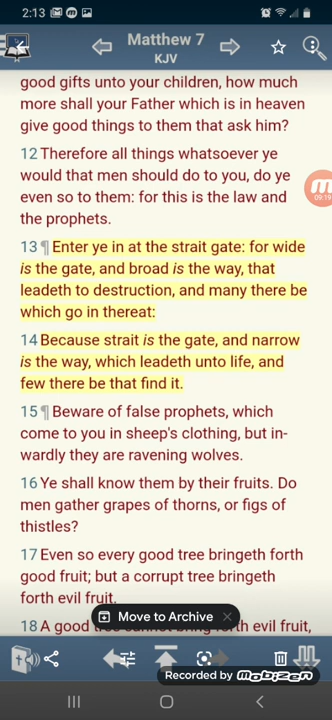 2:13
Matthew 7
KJV
good gifts unto your children, how much
more shall your Father which is in heaven
give good things to them that ask him?
12 Therefore all things whatsoever ye
would that men should do to you, do ye
even so to them: for this is the law and
the prophets.
13 ¶ Enter ye in at the strait gate: for wide
is the gate, and broad is the way, that
leadeth to destruction, and many there be
which go in thereat:
14 Because strait is the gate, and narrow
is the way, which leadeth unto life, and
few there be that find it.
15 ¶ Beware of false prophets, which
come to you in sheep's clothing, but in-
wardly they are ravening wolves.
16 Ye shall know them by their fruits. Do
men gather grapes of thorns, or figs of
thistles?
17 Even so every good tree bringeth forth
good fruit; but a corrupt tree bringeth
forth evil fruit.
18 A good tree cannot bring forth evil fruit,
09:19
Move to Archive
Recorded by mobizen